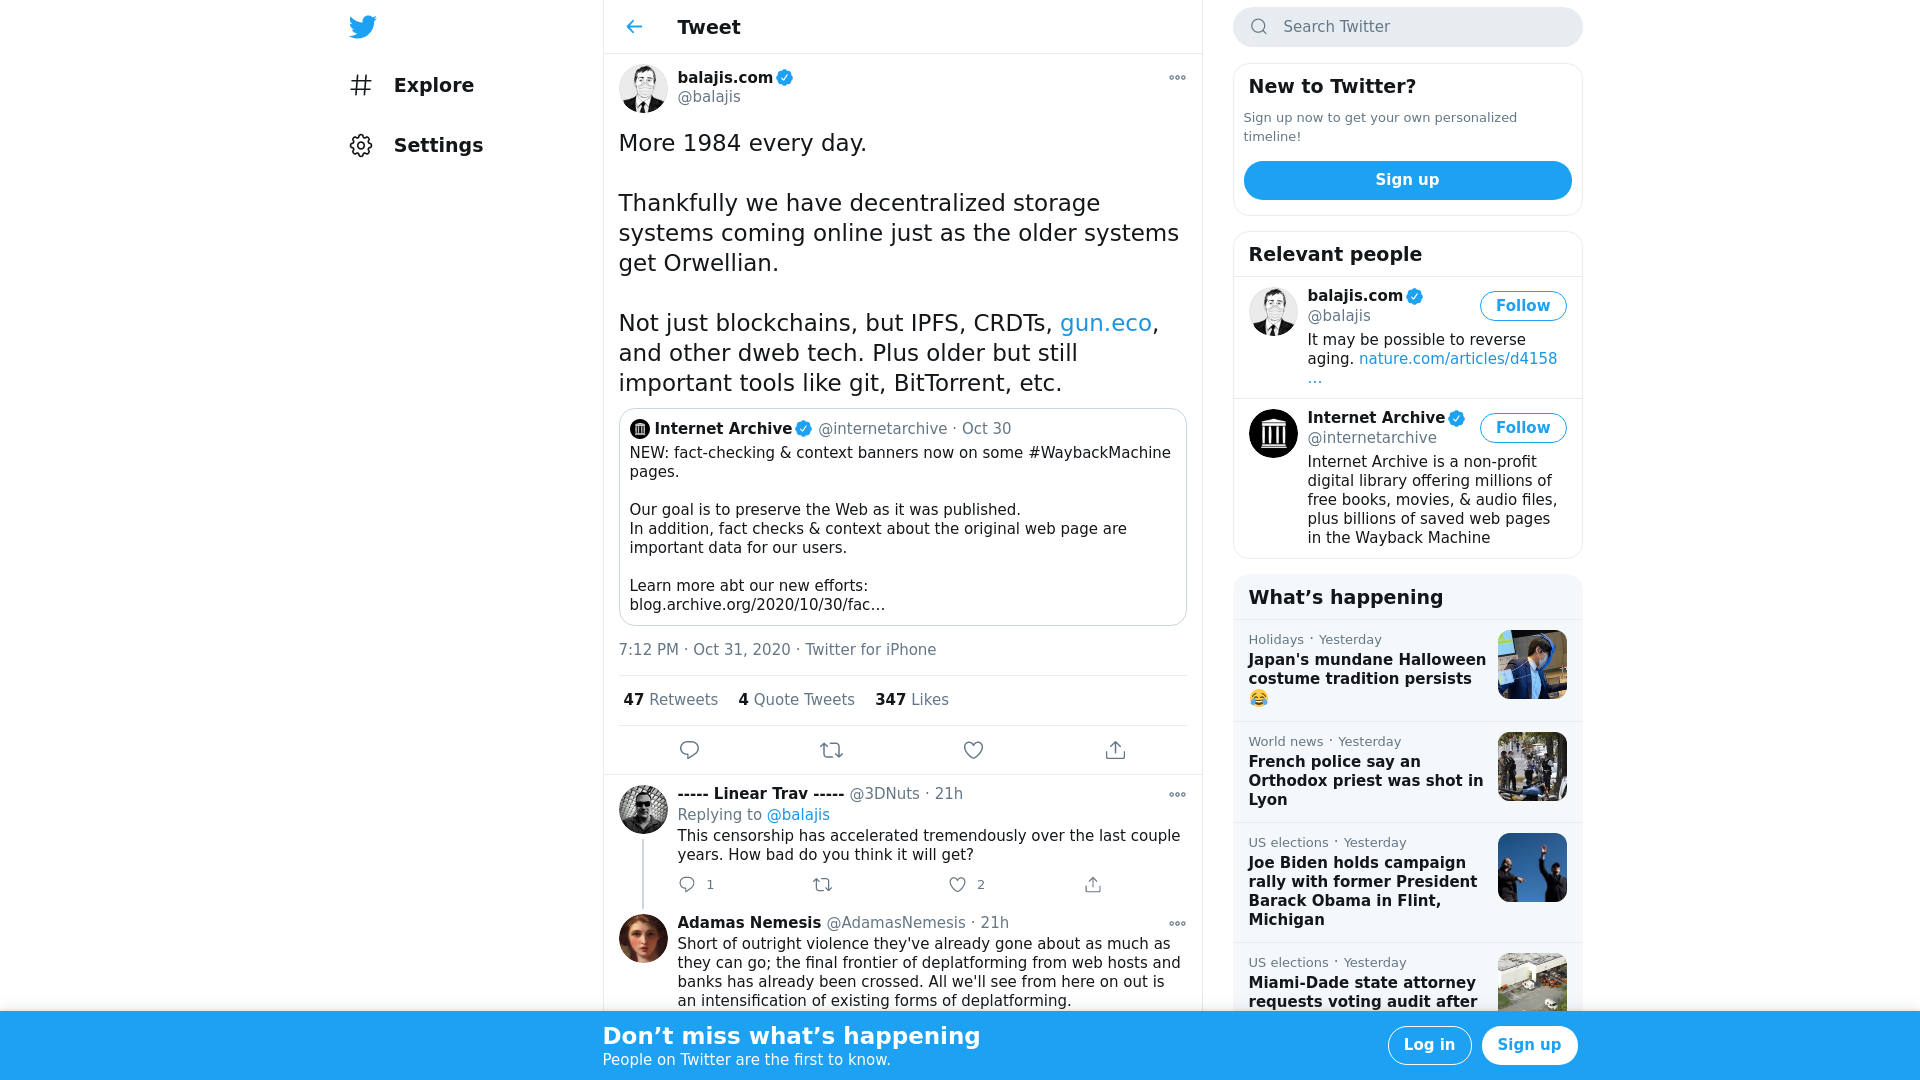 Explore
Settings
Tweet
balajis.com
@balajis
More 1984 every day.
Thankfully we have decentralized storage
systems coming online just as the older systems
get Orwellian.
Not just blockchains, but IPFS, CRDTs, gun.eco,
and other dweb tech. Plus older but still
important tools like git, BitTorrent, etc.
Internet Archive @internetarchive · Oct 30
NEW: fact-checking & context banners now on some #WaybackMachine
pages.
Our goal is to preserve the Web as it was published.
In addition, fact checks & context about the original web page are
important data for our users.
Learn more abt our new efforts:
blog.archive.org/2020/10/30/fac…
7:12 PM · Oct 31, 2020 · Twitter for iPhone
47 Retweets 4 Quote Tweets 347 Likes
----- Linear Trav ----- @3DNuts · 21h
Replying to @balajis
This censorship has accelerated tremendously over the last couple
years. How bad do you think it will get?
1 2
Adamas Nemesis @AdamasNemesis · 21h
Short of outright violence they've already gone about as much as
they can go; the final frontier of deplatforming from web hosts and
banks has already been crossed. All we'll see from here on out is
an intensification of existing forms of deplatforming.
Search Twitter
New to Twitter?
Sign up now to get your own personalized
timeline!
Sign up
Relevant people
balajis.com
@balajis
Follow
It may be possible to reverse
aging. nature.com/articles/d4158
…
Internet Archive
@internetarchive
Follow
Internet Archive is a non-profit
digital library offering millions of
free books, movies, & audio files,
plus billions of saved web pages
in the Wayback Machine
What’s happening
Holidays · Yesterday
Japan's mundane Halloween
costume tradition persists
😂
World news · Yesterday
French police say an
Orthodox priest was shot in
Lyon
US elections · Yesterday
Joe Biden holds campaign
rally with former President
Barack Obama in Flint,
Michigan
US elections · Yesterday
Miami-Dade state attorney
requests voting audit after
Don’t miss what’s happening
People on Twitter are the first to know.
Log in
Sign up